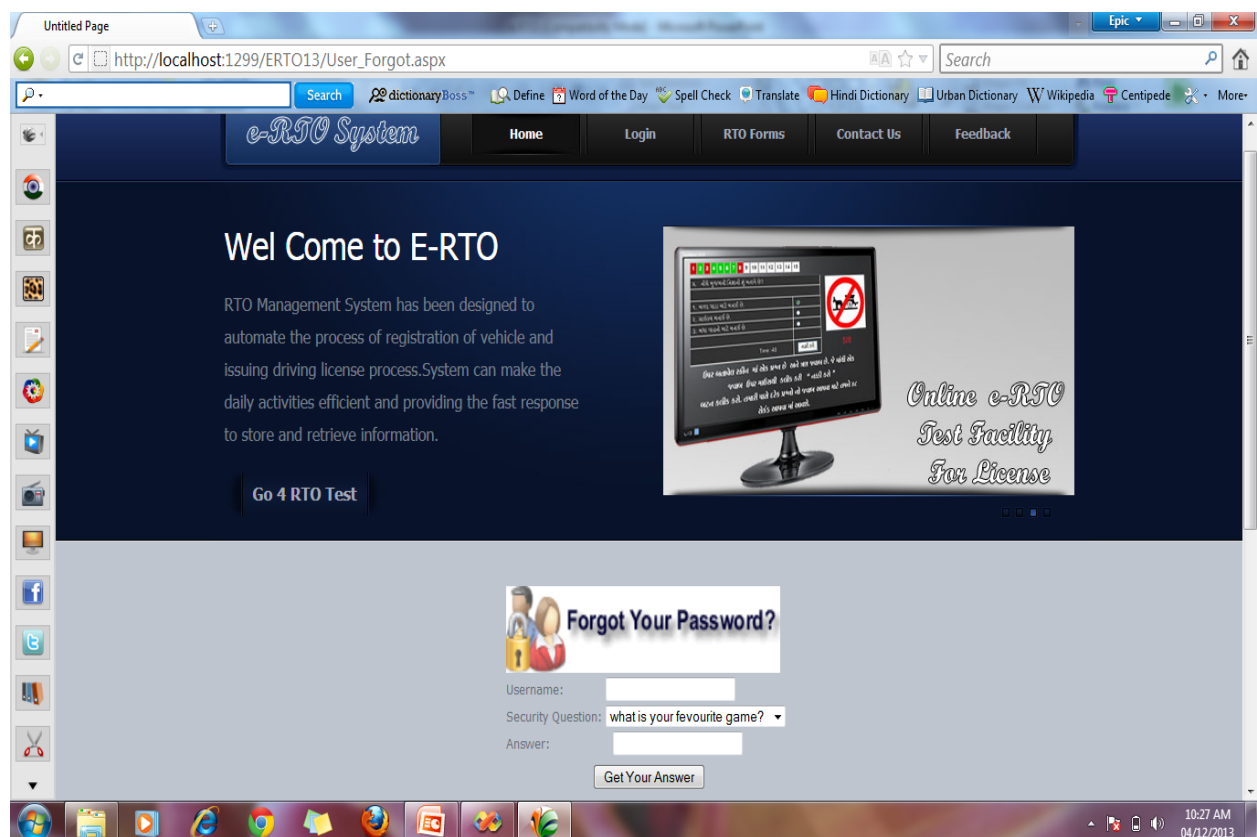 Untitled Page
Epic
http://localhost:1299/ERTO13/User_Forgot.aspx
Search
Search
dictionaryBoss™
Define
Word of the Day
Spell Check
Translate
Hindi Dictionary
Urban Dictionary
Wikipedia
Centipede
More
e-RTO System
Home
Login
RTO Forms
Contact Us
Feedback
Wel Come to E-RTO
RTO Management System has been designed to
automate the process of registration of vehicle and
issuing driving license process.System can make the
daily activities efficient and providing the fast response
to store and retrieve information.
Go 4 RTO Test
Online e-RTO
Test Facility
For License
Forgot Your Password?
Username:
Security Question: what is your fevourite game?
Answer:
Get Your Answer
10:27 AM
04/12/2013